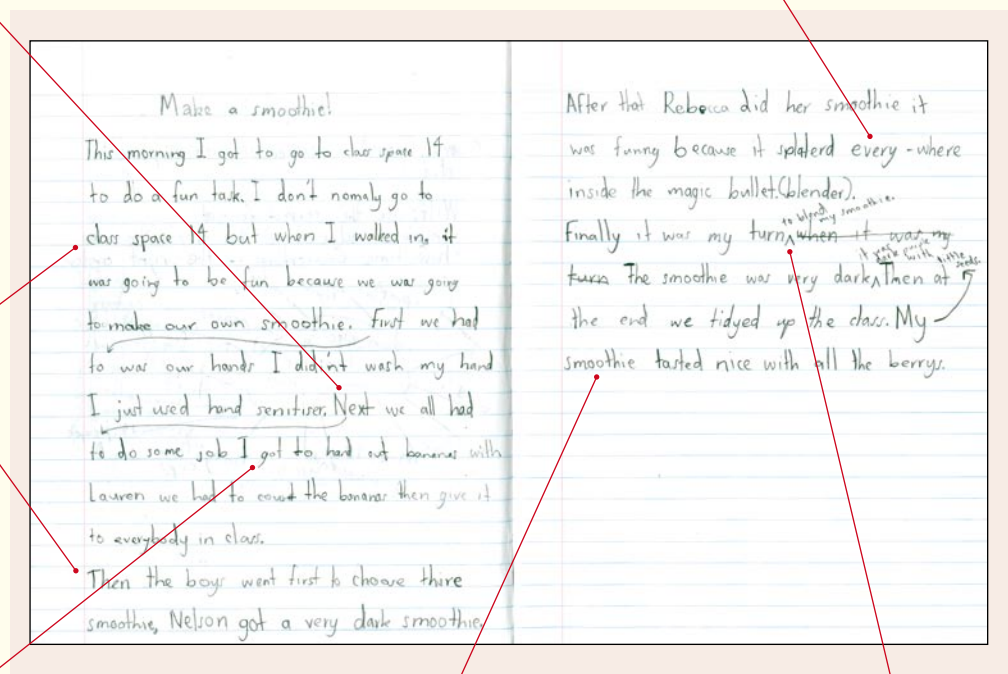 Make a smoothie!
This morning I got to go to class space 14
to do a fun task. I don't nomaly go to
class space 14 but when I walked in, it
was going to be fun because we was going
to make our own smoothie. First we had
to was our hands I did'nt wash my hand
I just used hand senitiser. Next we all had
to do some job I got to hand out bananas with
Lauren we had to count the bananas then give it
to everybody in class.
Then the boys went first to choose thire
smoothie, Nelson got a very dark smoothie.
After that Rebecca did her smoothie it
was funny because it splaterd every-where
inside the magic bullet.(blender).
to blend my smoothie.
Finally it was my turn ^ when it was my
it was dark purple with little seeds.
turn The smoothie was very dark ^ Then at
the end we tidyed up the class. My
smoothie tasted nice with all the berrys.